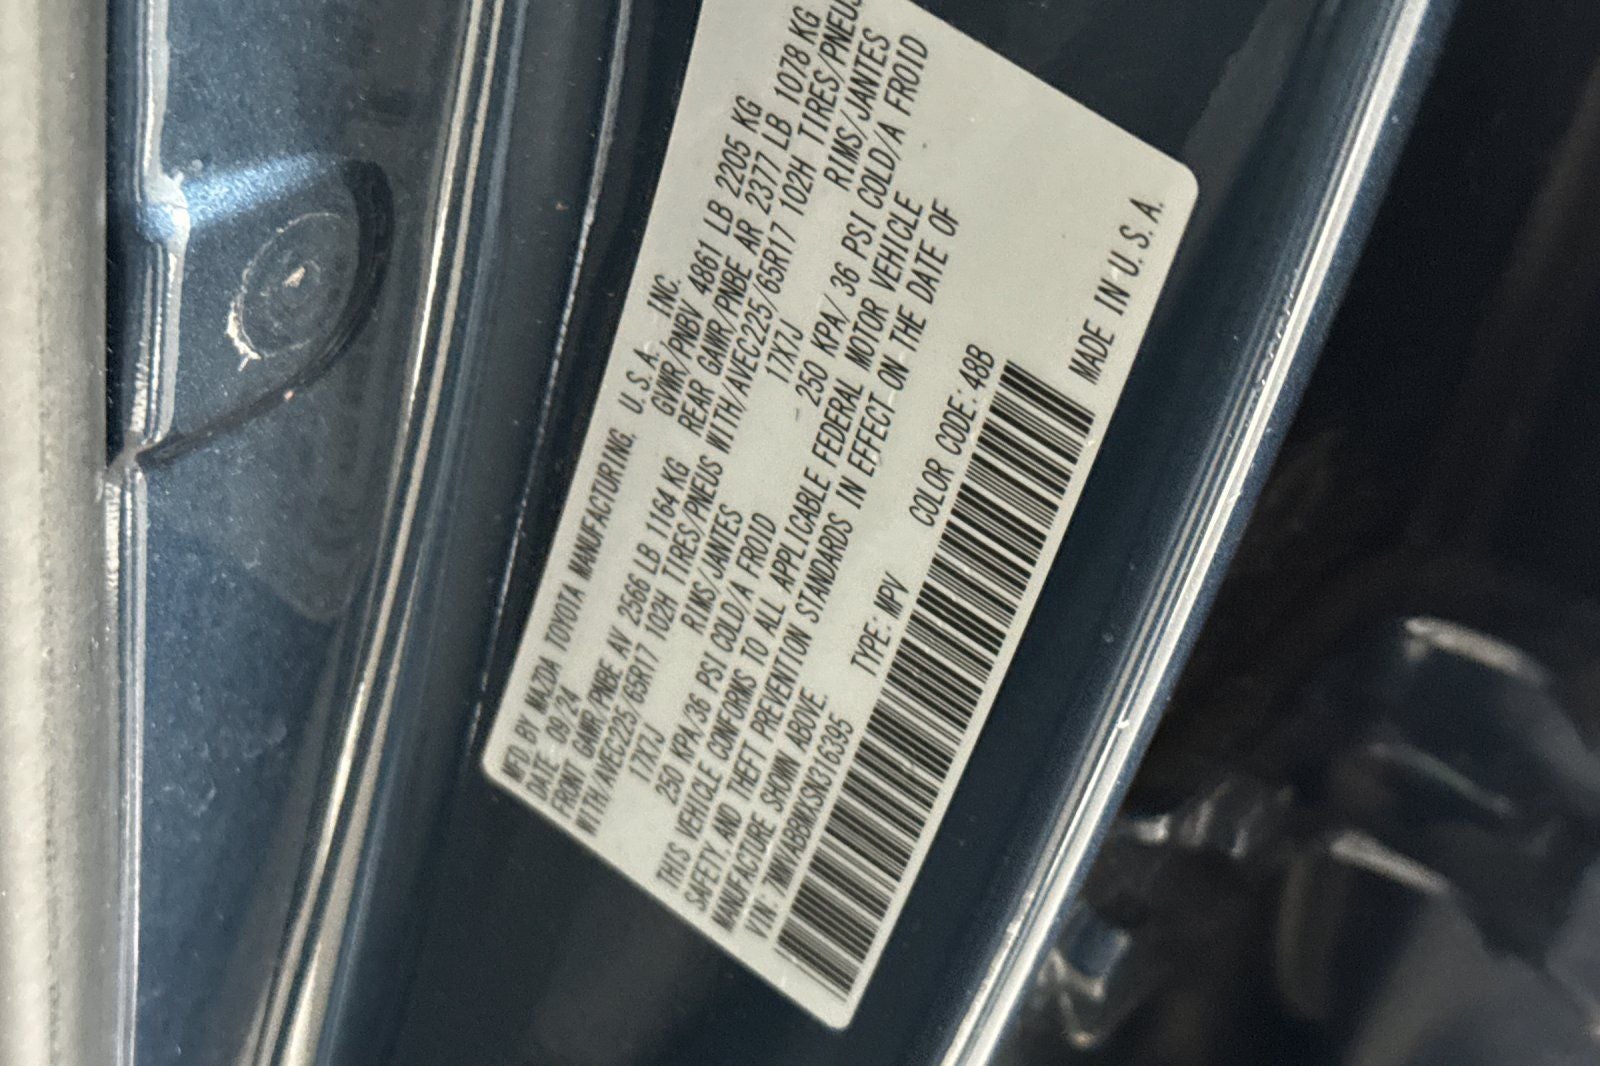 MFD. BY MAZDA TOYOTA MANUFACTURING, U.S.A., INC.
DATE 09/24 GVWR/PNBV 4861 LB 2205 KG
FRONT GAWR/PNBE AV 2566 LB 1164 KG REAR GAWR/PNBE AR 2377 LB 1078 KG
WITH/AVEC225/65R17 102H TIRES/PNEUS WITH/AVEC225/65R17 102H TIRES/PNEUS
17X7J RIMS/JANTES 17X7J RIMS/JANTES
250 KPA/36 PSI COLD/A FROID 250 KPA/ 36 PSI COLD/A FROID
THIS VEHICLE CONFORMS TO ALL APPLICABLE FEDERAL MOTOR VEHICLE
SAFETY, AND THEFT PREVENTION STANDARDS IN EFFECT ON THE DATE OF
MANUFACTURE SHOWN ABOVE.
VIN: 7MMVABBWXSN316395 TYPE: MPV COLOR CODE: 48B
MADE IN U.S.A.